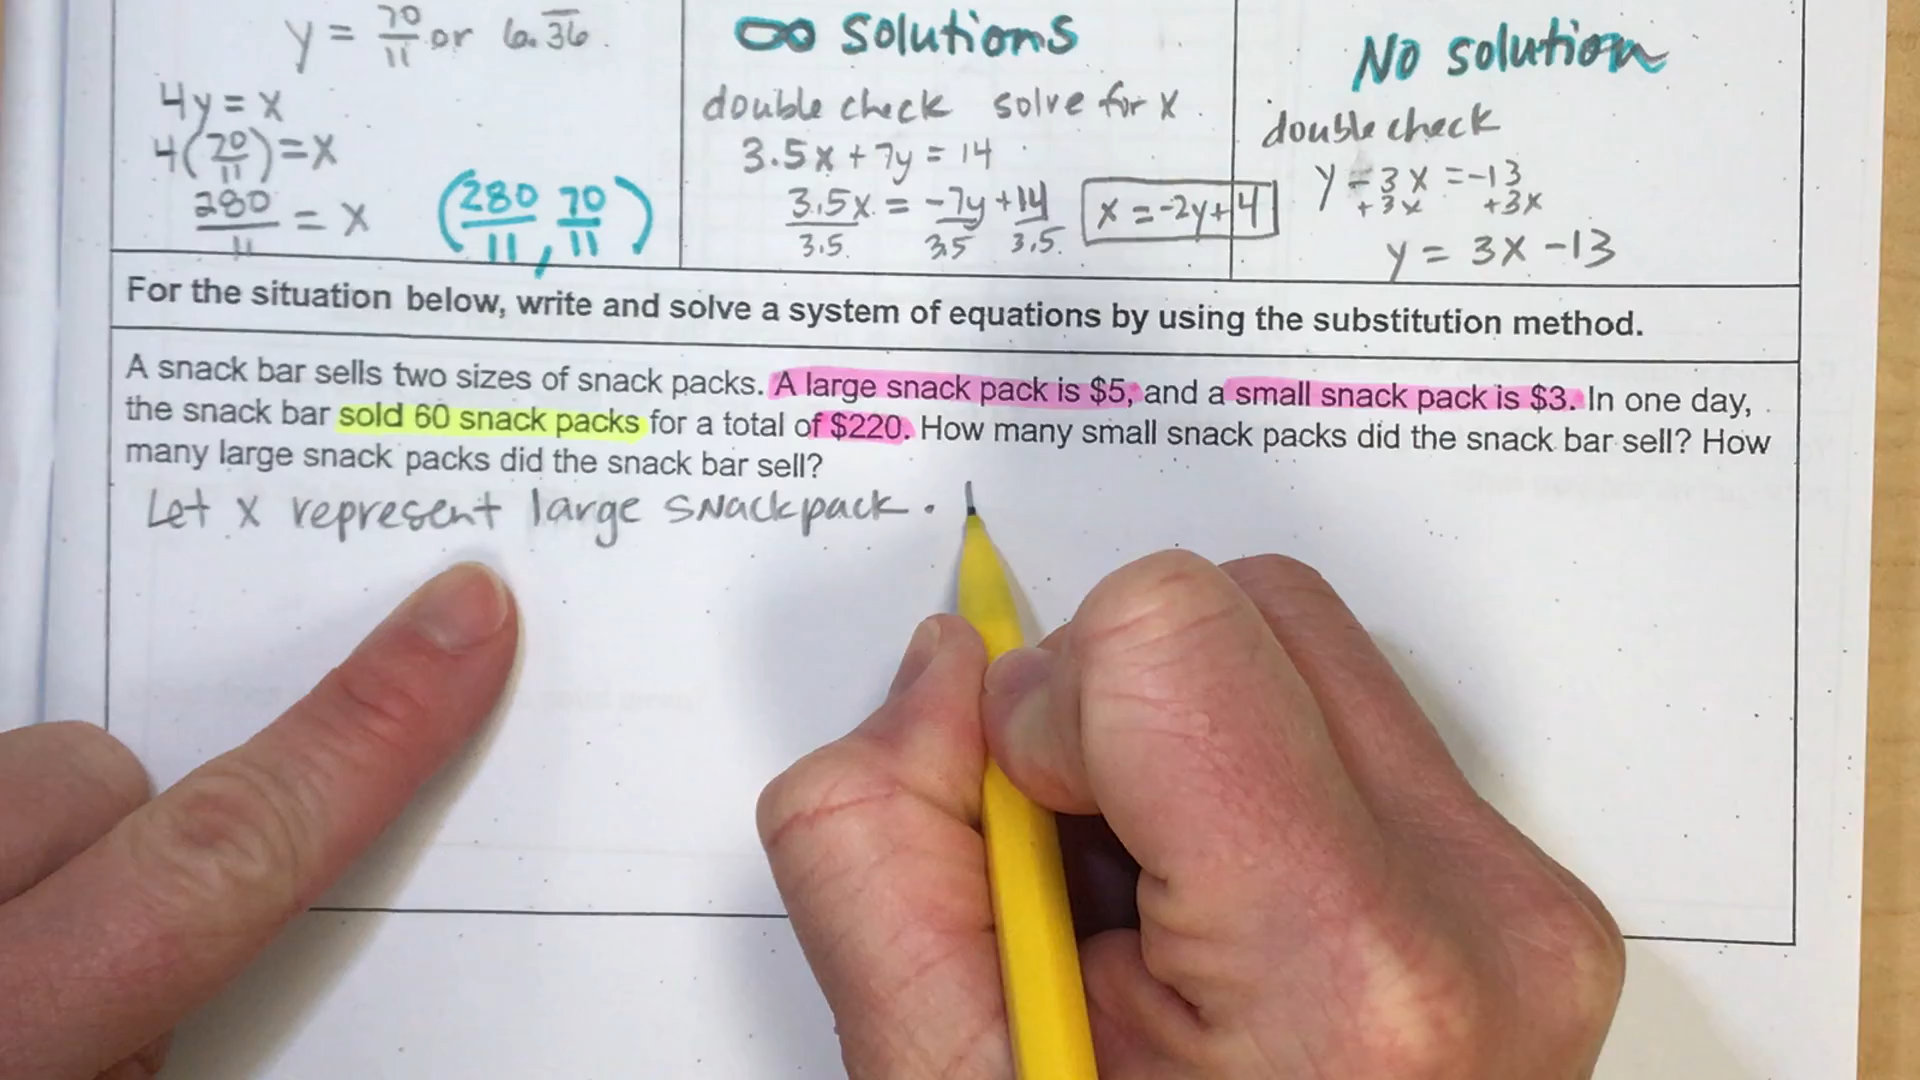 y = 70/11 or 6.36
4y = x
4(70/11) = x
280/11 = x
(280/11, 70/11)
∞ solutions
double check solve for x
3.5x + 7y = 14
3.5x = -7y + 14
3.5 3.5 3.5
x = -2y + 4
No solution
double check
y - 3x = -13
+3x +3x
y = 3x - 13
For the situation below, write and solve a system of equations by using the substitution method.
A snack bar sells two sizes of snack packs. A large snack pack is $5, and a small snack pack is $3. In one day,
the snack bar sold 60 snack packs for a total of $220. How many small snack packs did the snack bar sell? How
many large snack packs did the snack bar sell?
Let x represent large snackpack.